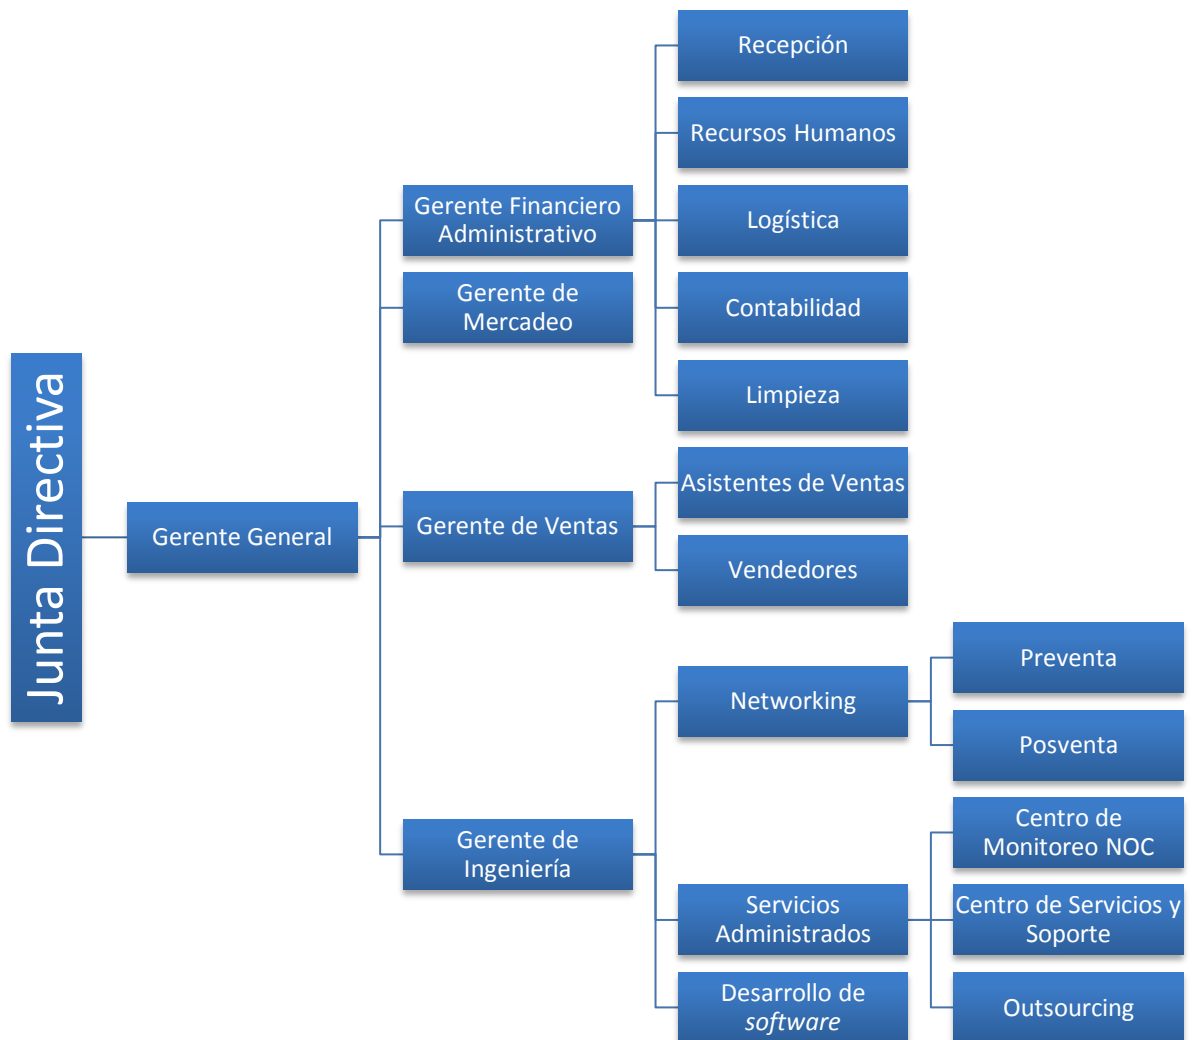 Junta Directiva
Gerente General
Gerente Financiero
Administrativo
Recepción
Recursos Humanos
Logística
Contabilidad
Limpieza
Gerente de
Mercadeo
Gerente de Ventas
Asistentes de Ventas
Vendedores
Gerente de
Ingeniería
Networking
Preventa
Posventa
Servicios
Administrados
Centro de
Monitoreo NOC
Centro de Servicios y
Soporte
Outsourcing
Desarrollo de
software